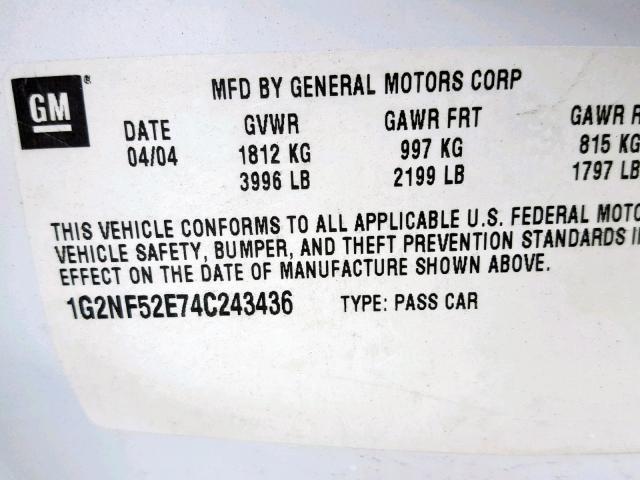 GM®
MFD BY GENERAL MOTORS CORP
DATE GVWR GAWR FRT GAWR R
04/04 1812 KG 997 KG 815 KG
3996 LB 2199 LB 1797 LB
THIS VEHICLE CONFORMS TO ALL APPLICABLE U.S. FEDERAL MOTO
VEHICLE SAFETY, BUMPER, AND THEFT PREVENTION STANDARDS I
EFFECT ON THE DATE OF MANUFACTURE SHOWN ABOVE.
1G2NF52E74C243436 TYPE: PASS CAR